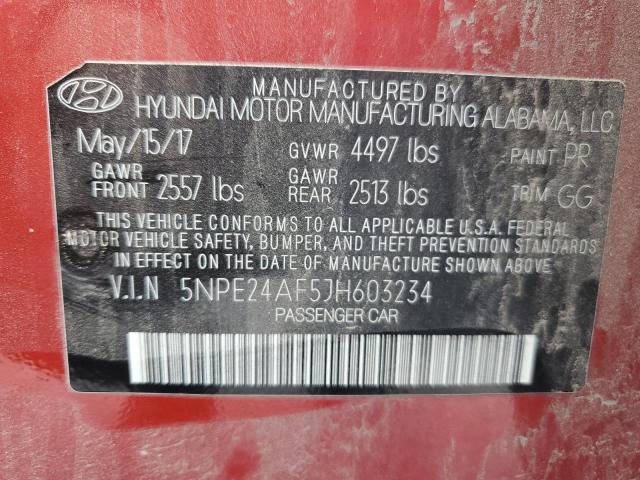 MANUFACTURED BY
HYUNDAI MOTOR MANUFACTURING ALABAMA, LLC
May/15/17 GVWR 4497 lbs PAINT PR
GAWR FRONT 2557 lbs GAWR REAR 2513 lbs TRIM GG
THIS VEHICLE CONFORMS TO ALL APPLICABLE U.S.A. FEDERAL
MOTOR VEHICLE SAFETY, BUMPER, AND THEFT PREVENTION STANDARDS
IN EFFECT ON THE DATE OF MANUFACTURE SHOWN ABOVE.
V.I.N 5NPE24AF5JH603234
PASSENGER CAR